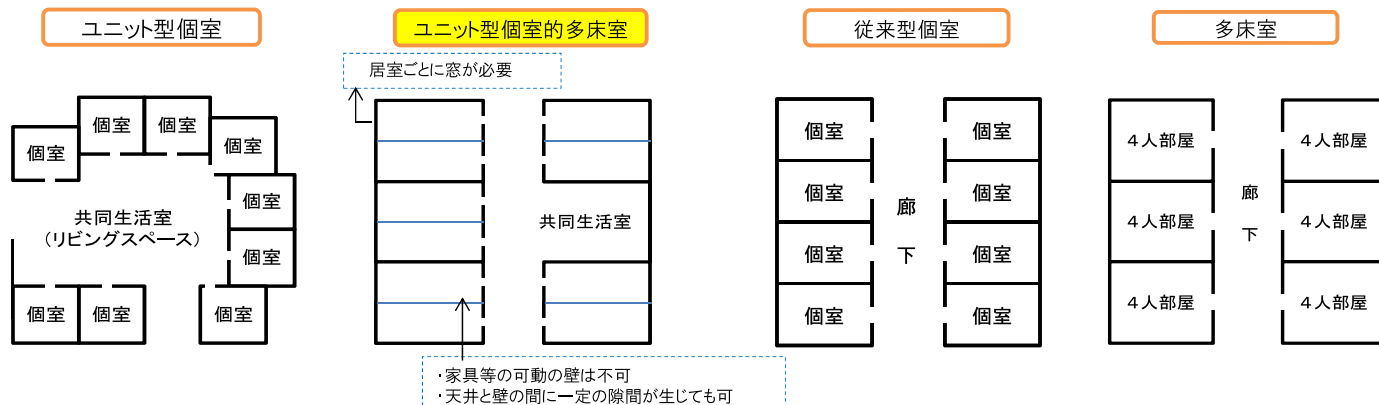 ユニット型個室
ユニット型個室的多床室
従来型個室
多床室
居室ごとに窓が必要
個室
個室
個室
個室
個室
個室
個室
個室
個室
共同生活室
(リビングスペース)
共同生活室
・家具等の可動の壁は不可
・天井と壁の間に一定の隙間が生じても可
個室
個室
個室
個室
廊
下
個室
個室
個室
個室
４人部屋
４人部屋
４人部屋
廊
下
４人部屋
４人部屋
４人部屋